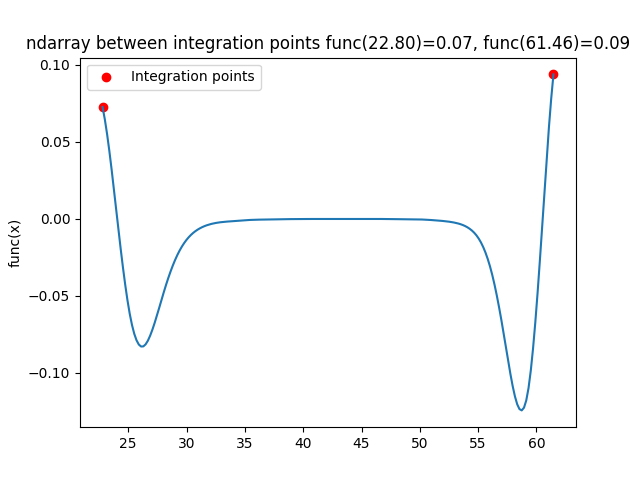 ndarray between integration points func(22.80)=0.07, func(61.46)=0.09
Integration points
func(x)
0.10
0.05
0.00
−0.05
−0.10
25 30 35 40 45 50 55 60